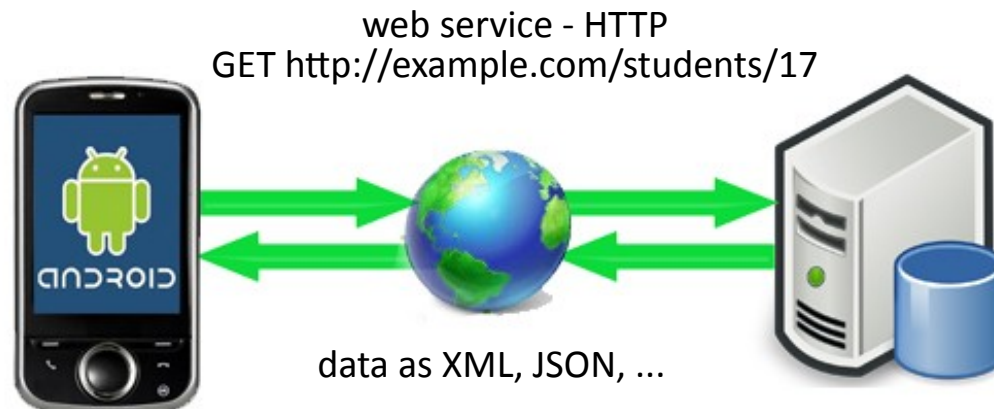 web service - HTTP
GET http://example.com/students/17
ANDROID
data as XML, JSON, ...